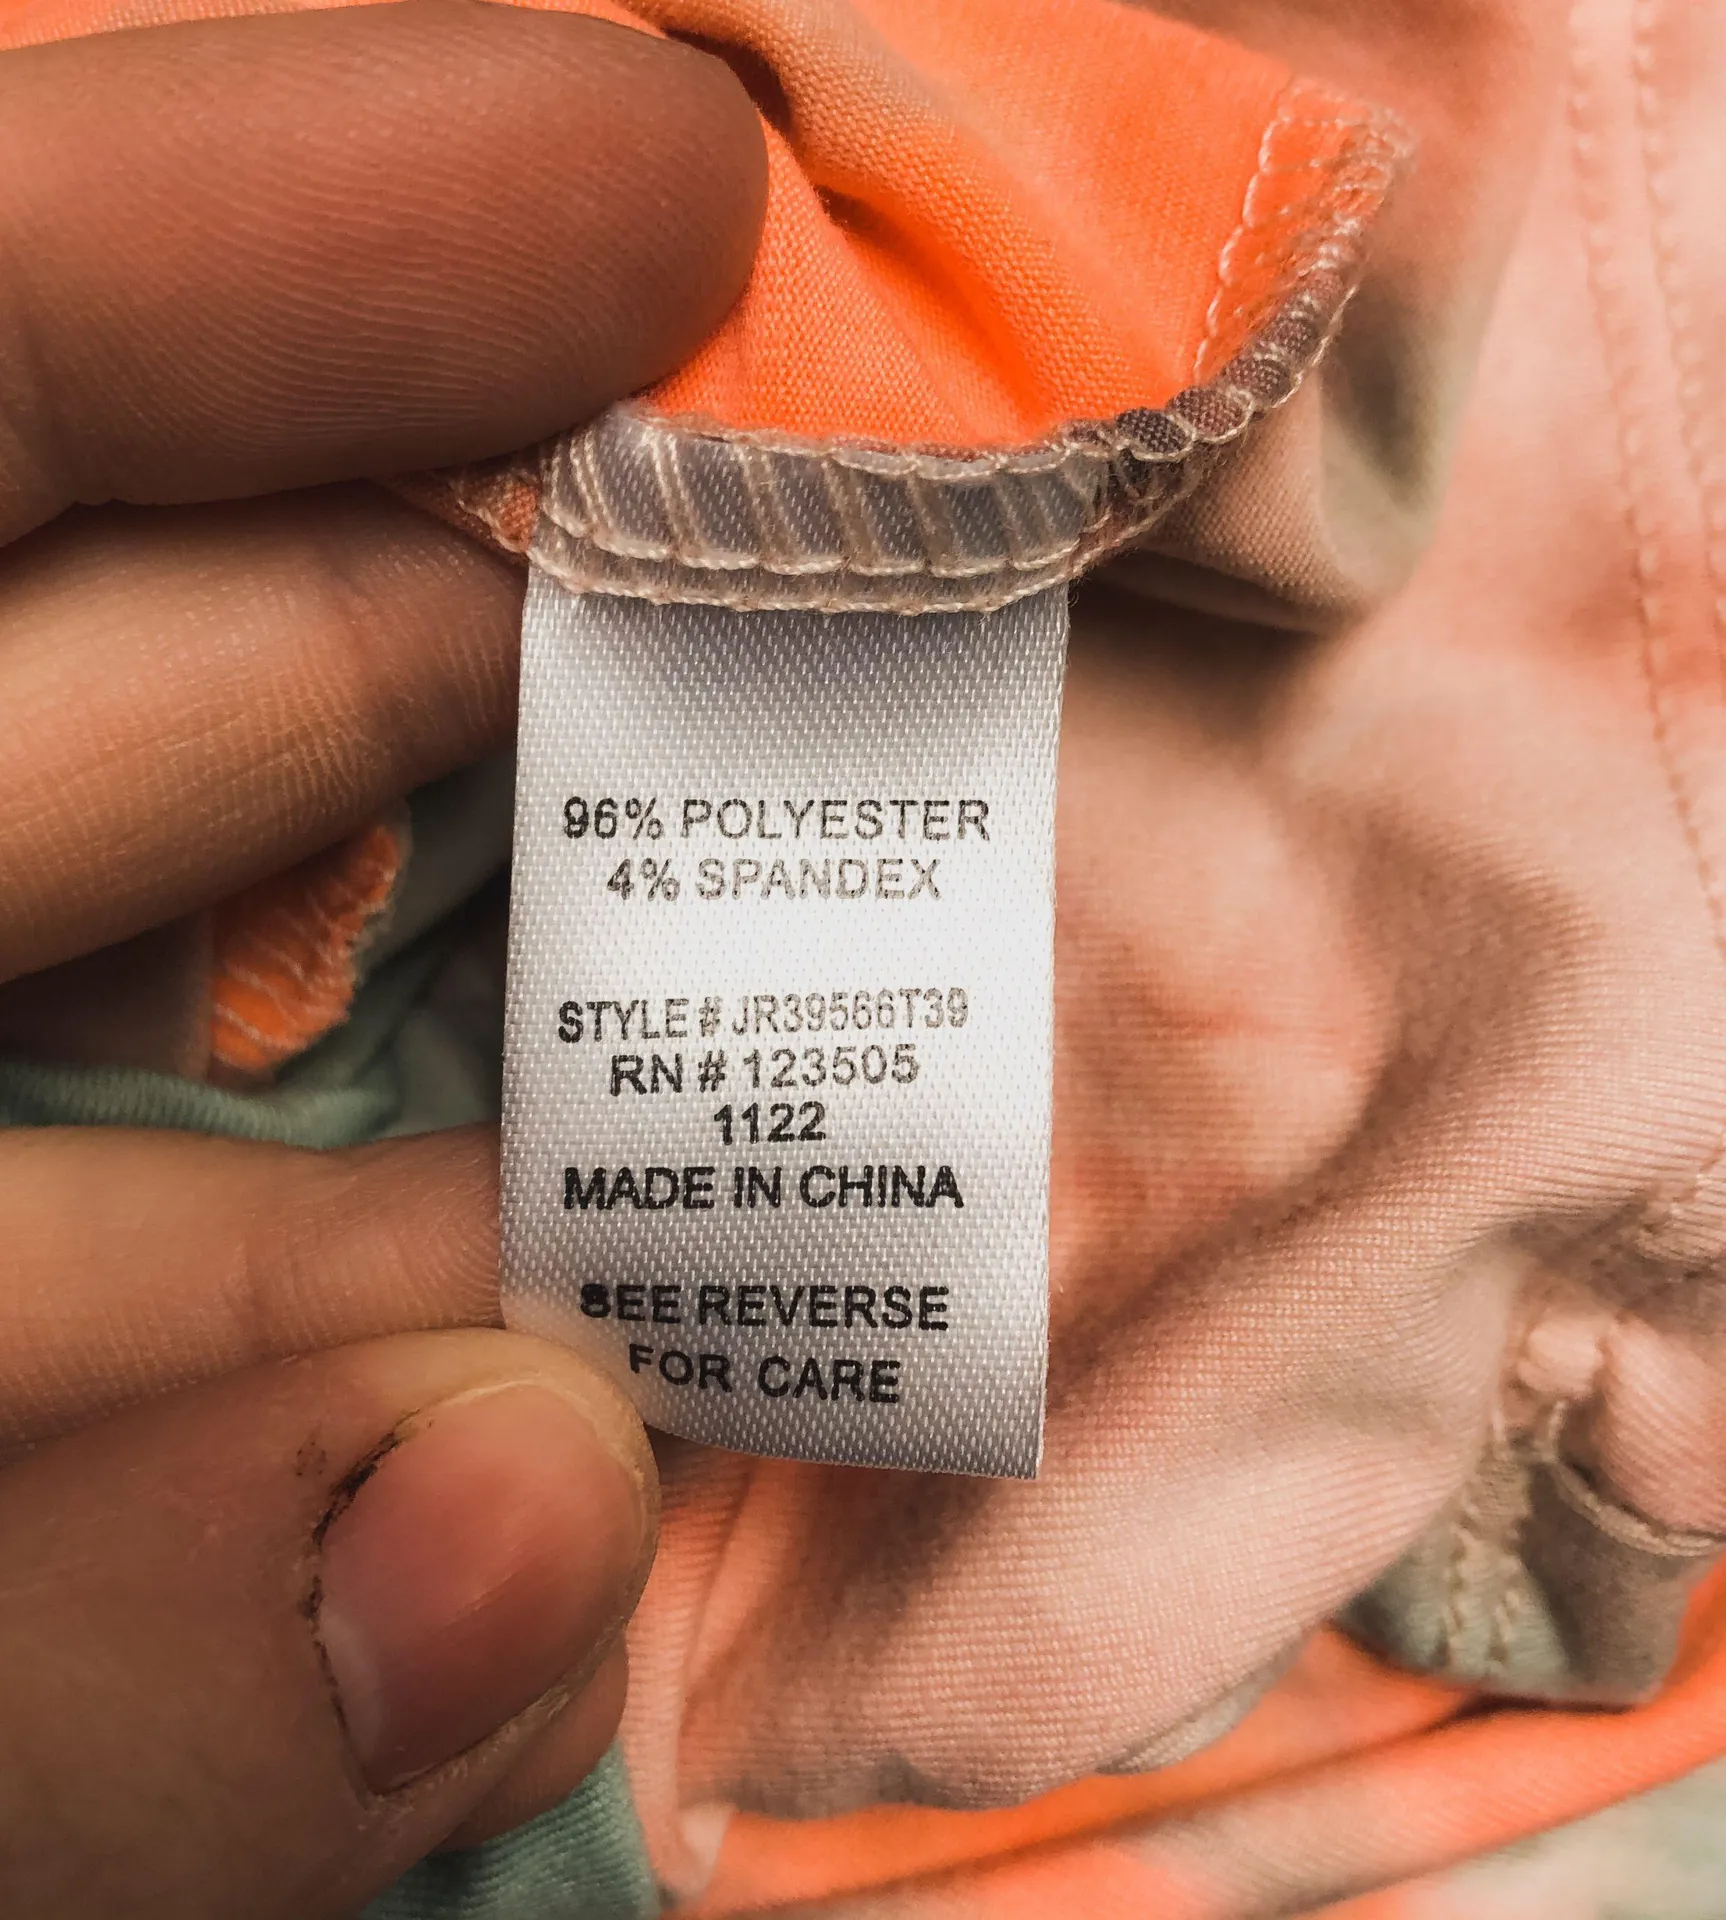 96% POLYESTER
4% SPANDEX
STYLE # JR39566T39
RN # 123505
1122
MADE IN CHINA
SEE REVERSE
FOR CARE